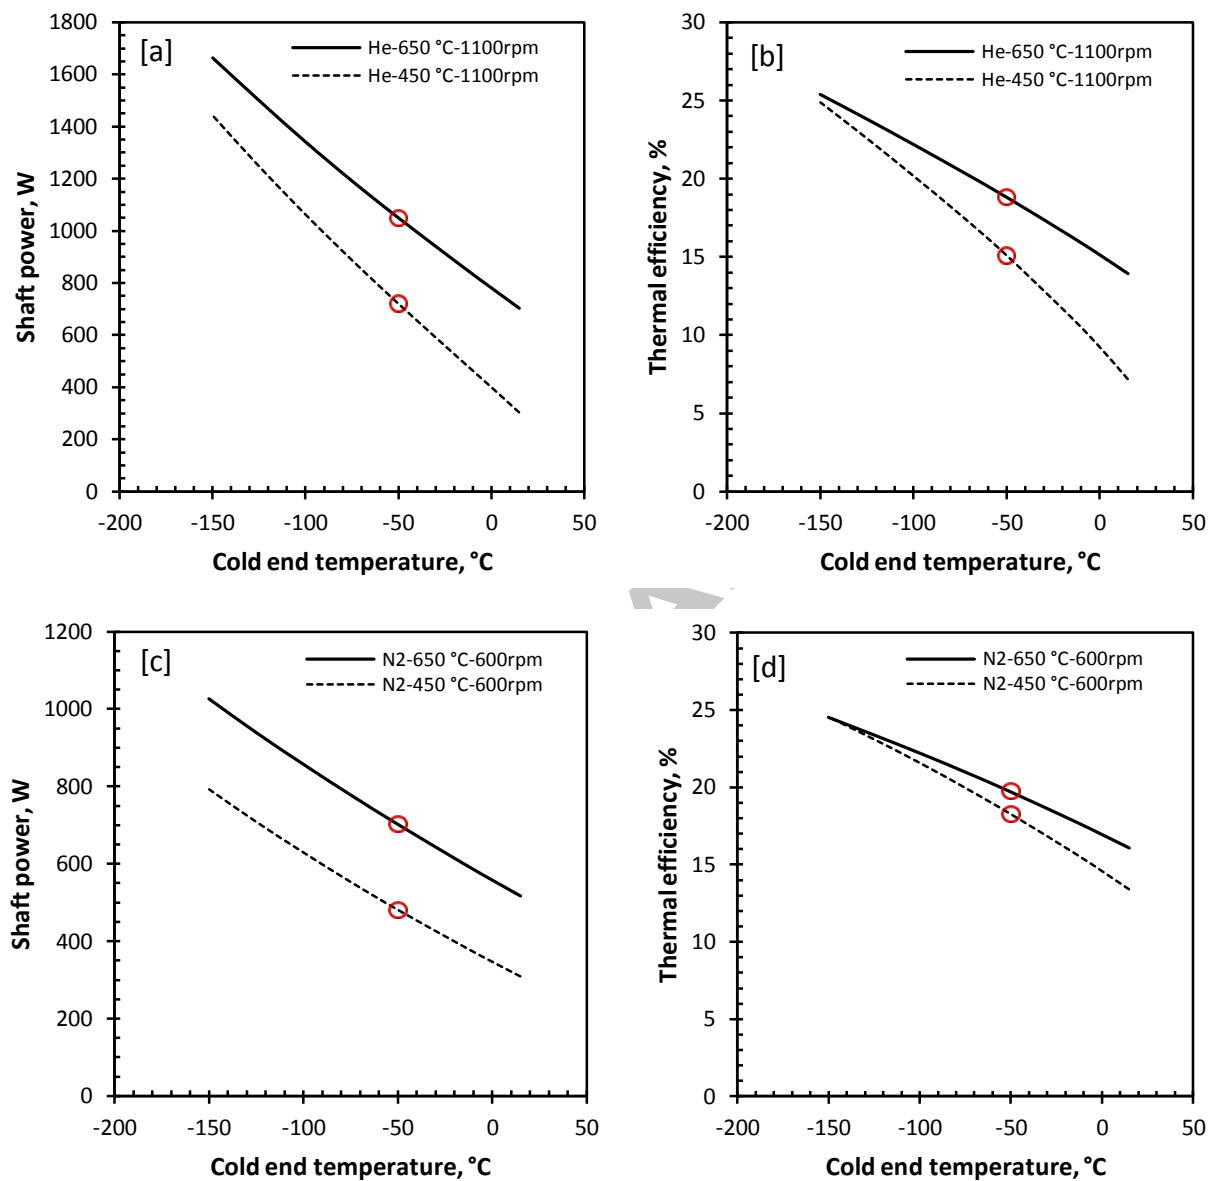 [a]
He-650 °C-1100rpm
He-450 °C-1100rpm
Shaft power, W
1800
1600
1400
1200
1000
800
600
400
200
0
-200 -150 -100 -50 0 50
Cold end temperature, °C
[b]
He-650 °C-1100rpm
He-450 °C-1100rpm
Thermal efficiency, %
30
25
20
15
10
5
0
-200 -150 -100 -50 0 50
Cold end temperature, °C
[c]
N2-650 °C-600rpm
N2-450 °C-600rpm
Shaft power, W
1200
1000
800
600
400
200
0
-200 -150 -100 -50 0 50
Cold end temperature, °C
[d]
N2-650 °C-600rpm
N2-450 °C-600rpm
Thermal efficiency, %
30
25
20
15
10
5
0
-200 -150 -100 -50 0 50
Cold end temperature, °C